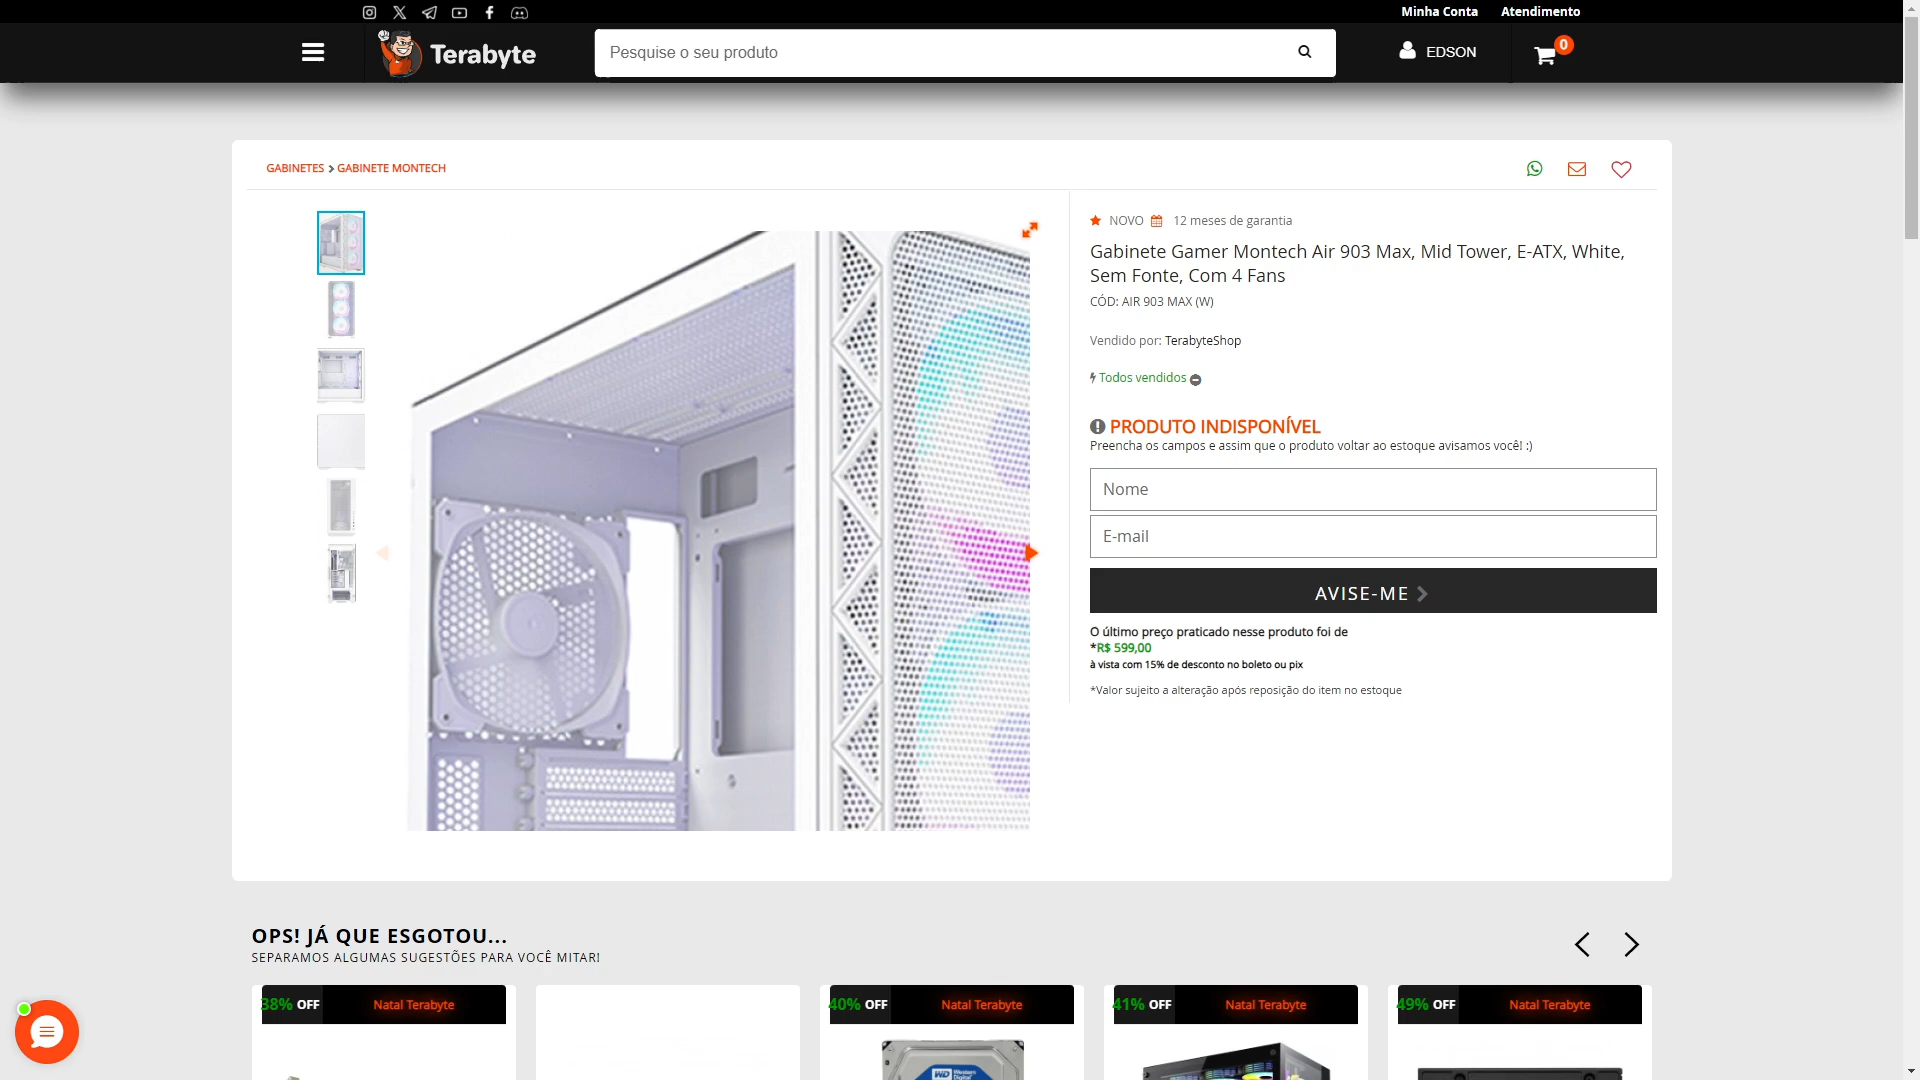 Minha Conta Atendimento
Terabyte
Pesquise o seu produto
EDSON
0
GABINETES > GABINETE MONTECH
NOVO 12 meses de garantia
Gabinete Gamer Montech Air 903 Max, Mid Tower, E-ATX, White,
Sem Fonte, Com 4 Fans
CÓD: AIR 903 MAX (W)
Vendido por: TerabyteShop
Todos vendidos
PRODUTO INDISPONÍVEL
Preencha os campos e assim que o produto voltar ao estoque avisamos você! :)
Nome
E-mail
AVISE-ME
O último preço praticado nesse produto foi de
*R$ 599,00
à vista com 15% de desconto no boleto ou pix
*Valor sujeito a alteração após reposição do item no estoque
OPS! JÁ QUE ESGOTOU...
SEPARAMOS ALGUMAS SUGESTÕES PARA VOCÊ MITAR!
38% OFF Natal Terabyte
40% OFF Natal Terabyte
41% OFF Natal Terabyte
49% OFF Natal Terabyte
WD Western Digital